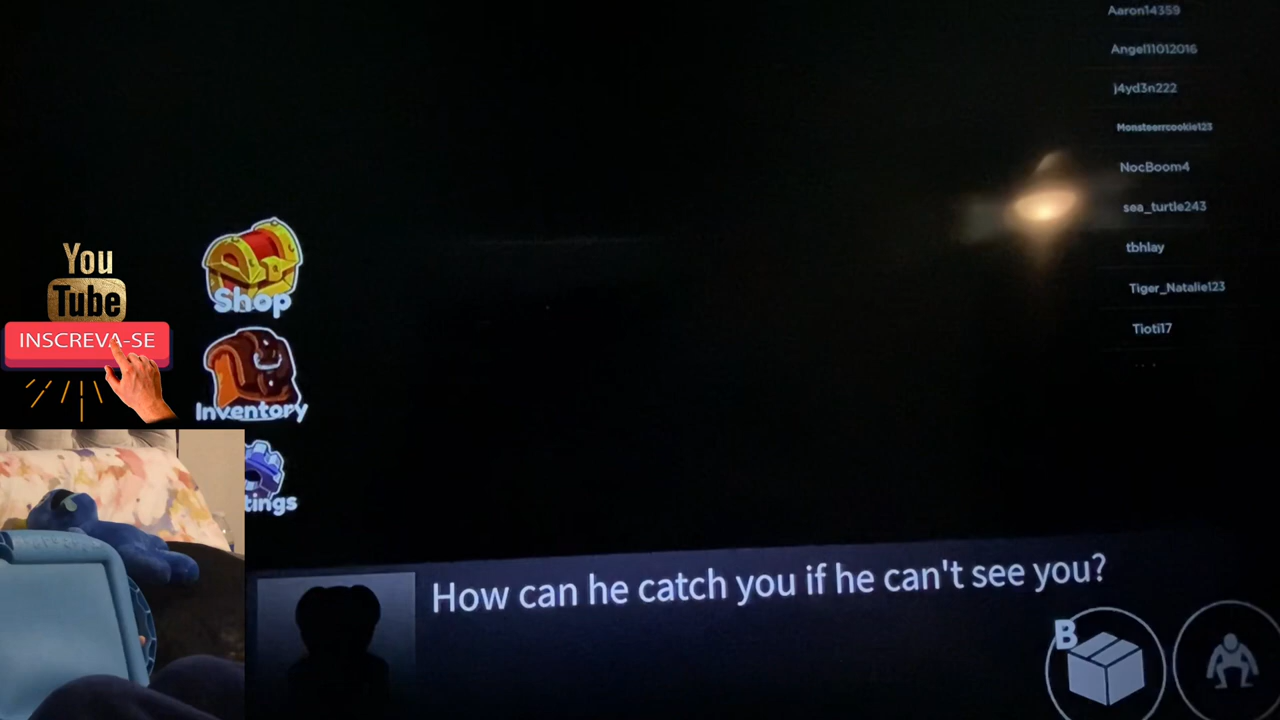 Aaron14359
Angel11012016
j4yd3n222
Monsteerrcookie123
NocBoom4
sea_turtle243
tbhlay
Tiger_Natalie123
Tioti17
You
Tube
INSCREVA-SE
Shop
Inventory
tings
How can he catch you if he can't see you?
B